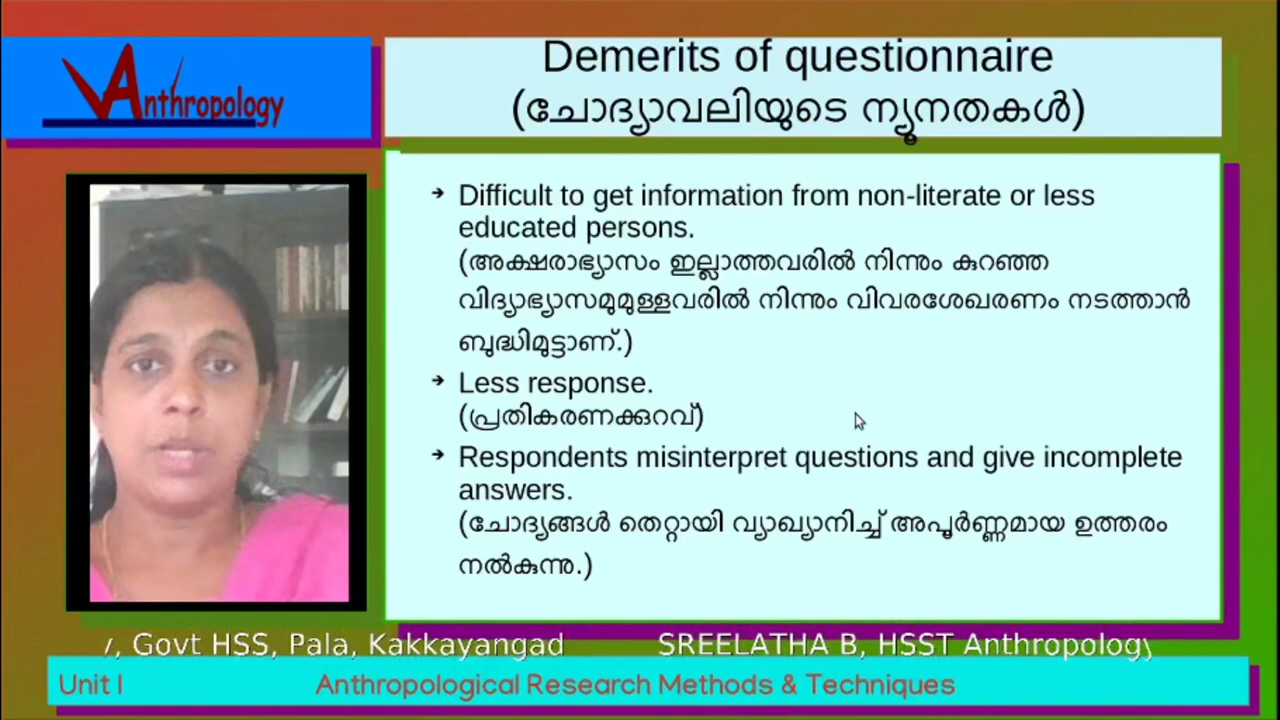 Anthropology
Demerits of questionnaire
(ചോദ്യാവലിയുടെ ന്യൂനതകൾ)
➔ Difficult to get information from non-literate or less
educated persons.
(അക്ഷരാഭ്യാസം ഇല്ലാത്തവരിൽ നിന്നും കുറഞ്ഞ
വിദ്യാഭ്യാസമുമുള്ളവരിൽ നിന്നും വിവരശേഖരണം നടത്താൻ
ബുദ്ധിമുട്ടാണ്.)
➔ Less response.
(പ്രതികരണക്കുറവ്)
➔ Respondents misinterpret questions and give incomplete
answers.
(ചോദ്യങ്ങൾ തെറ്റായി വ്യാഖ്യാനിച്ച് അപൂർണ്ണമായ ഉത്തരം
നൽകുന്നു.)
, Govt HSS, Pala, Kakkayangad SREELATHA B, HSST Anthropology
Unit I Anthropological Research Methods & Techniques